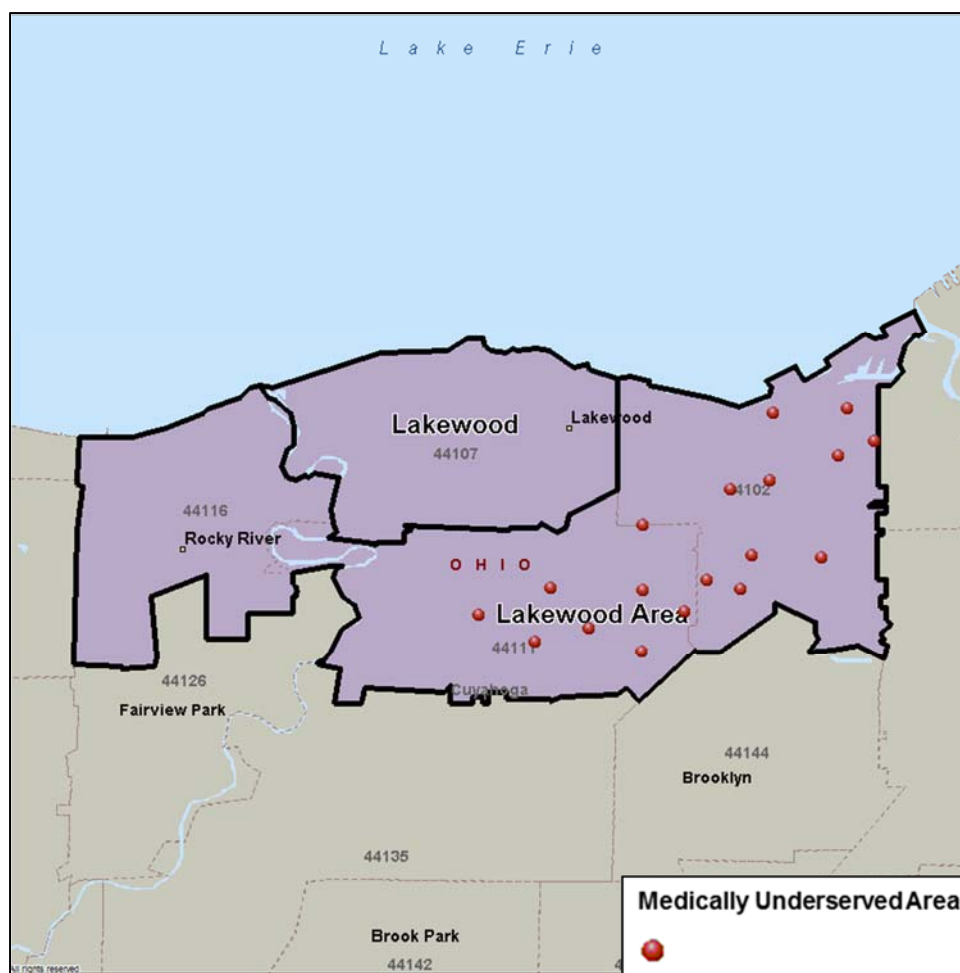 Lake Erie
Lakewood
Lakewood
44107
4102
44116
Rocky River
OHIO
Lakewood Area
44111
Cuyahoga
44126
Fairview Park
44144
Brooklyn
44135
Medically Underserved Area
Brook Park
44142
All rights reserved